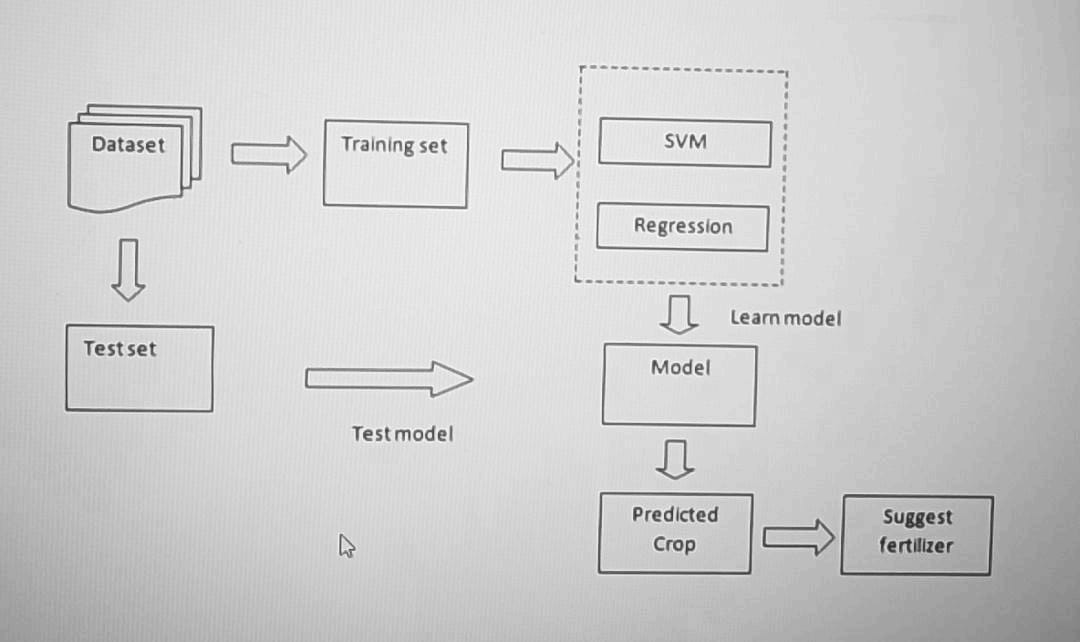 Dataset
Training set
SVM
Regression
Learn model
Test set
Model
Test model
Predicted
Crop
Suggest
fertilizer